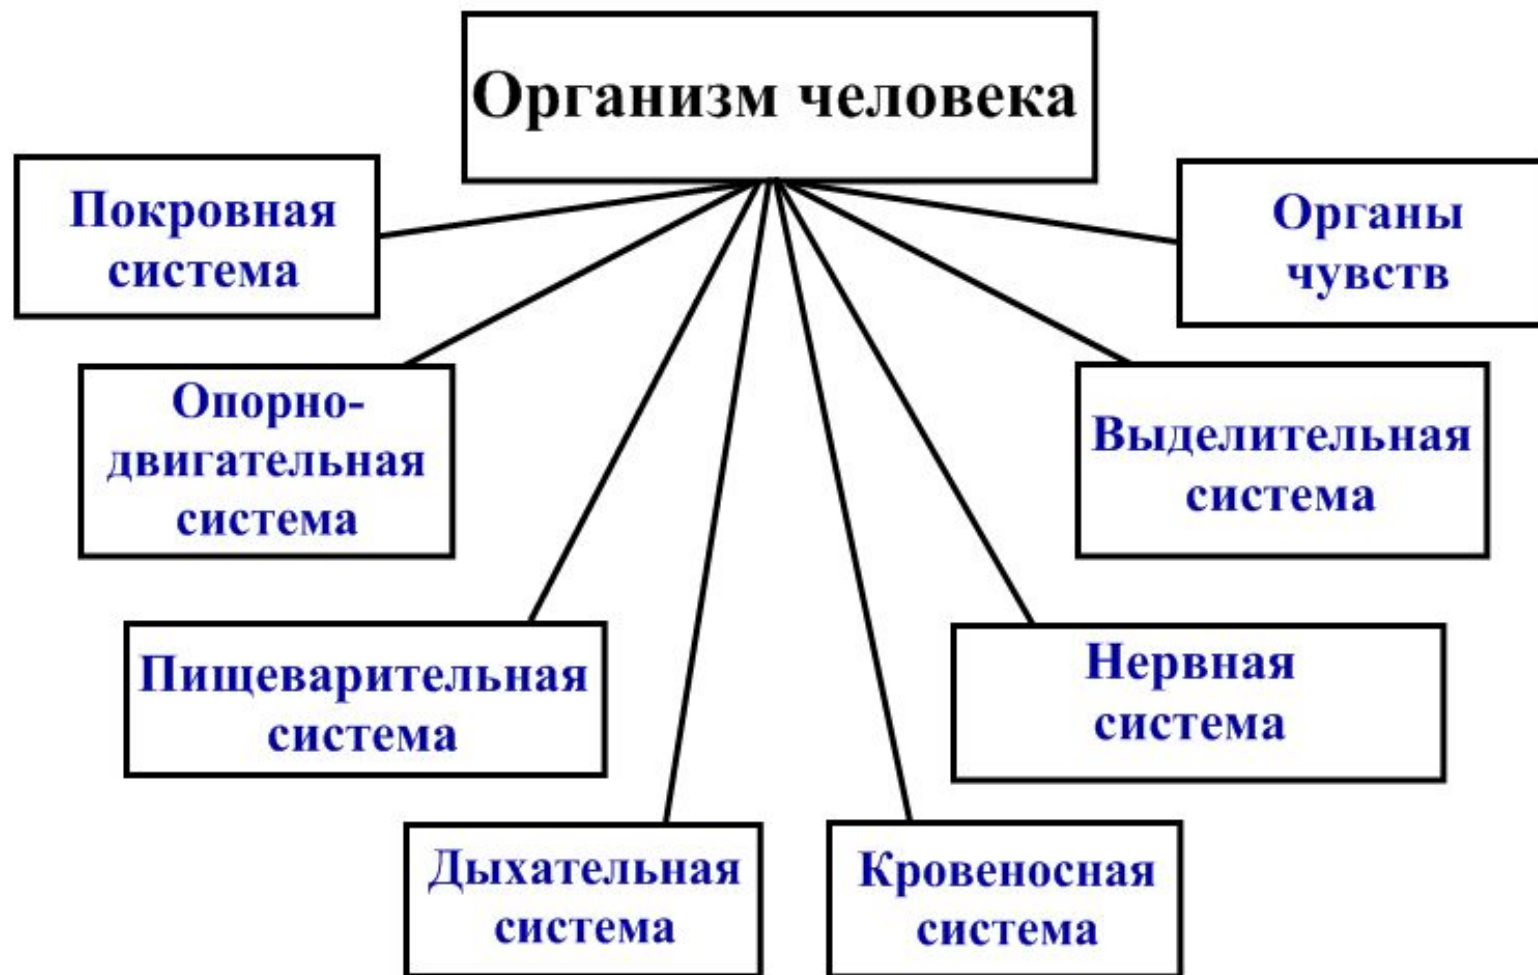 Организм человека
Покровная
система
Органы
чувств
Опорно-
двигательная
система
Выделительная
система
Пищеварительная
система
Нервная
система
Дыхательная
система
Кровеносная
система